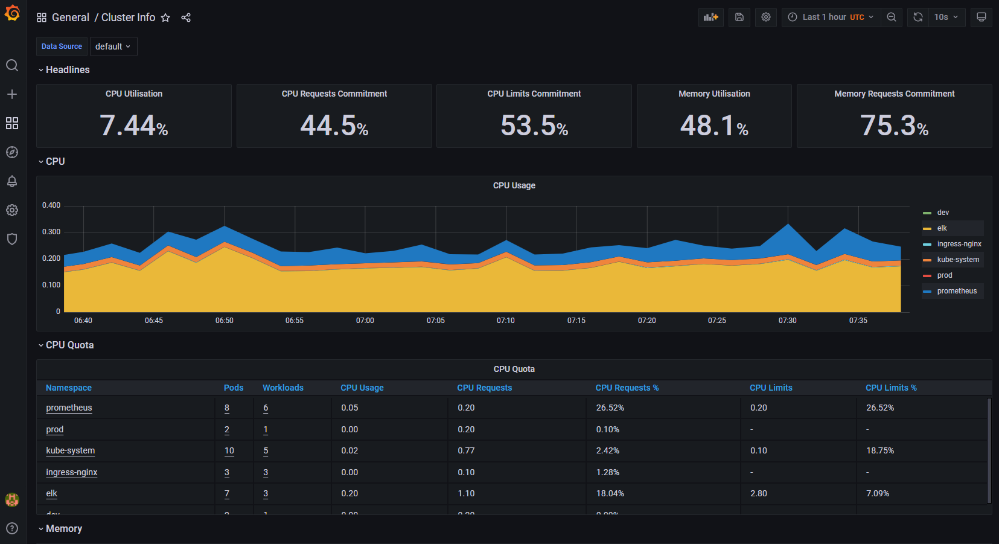 General / Cluster Info
Last 1 hour UTC
10s
Data Source default
Headlines
CPU Utilisation
7.44%
CPU Requests Commitment
44.5%
CPU Limits Commitment
53.5%
Memory Utilisation
48.1%
Memory Requests Commitment
75.3%
CPU
CPU Usage
0.400
0.300
0.200
0.100
0
06:40 06:45 06:50 06:55 07:00 07:05 07:10 07:15 07:20 07:25 07:30 07:35
dev
elk
ingress-nginx
kube-system
prod
prometheus
CPU Quota
CPU Quota
Namespace Pods Workloads CPU Usage CPU Requests CPU Requests % CPU Limits CPU Limits %
prometheus 8 6 0.05 0.20 26.52% 0.20 26.52%
prod 2 1 0.00 0.20 0.10% - -
kube-system 10 5 0.02 0.77 2.42% 0.10 18.75%
ingress-nginx 3 3 0.00 0.10 1.28% - -
elk 7 3 0.20 1.10 18.04% 2.80 7.09%
dev
Memory